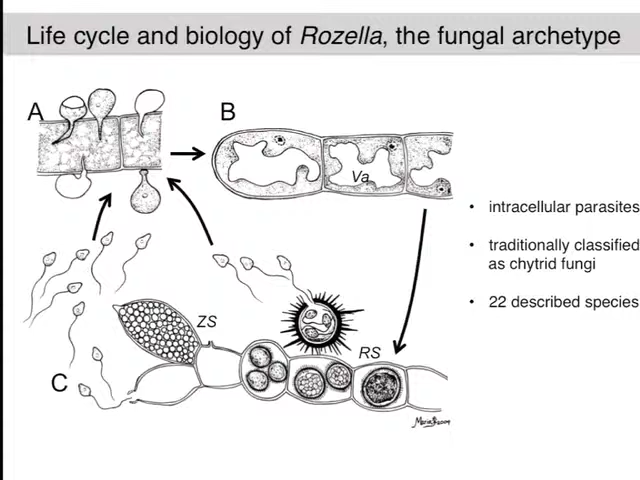 Life cycle and biology of Rozella, the fungal archetype
A
B
Va
• intracellular parasites
• traditionally classified
as chytrid fungi
• 22 described species
ZS
RS
C